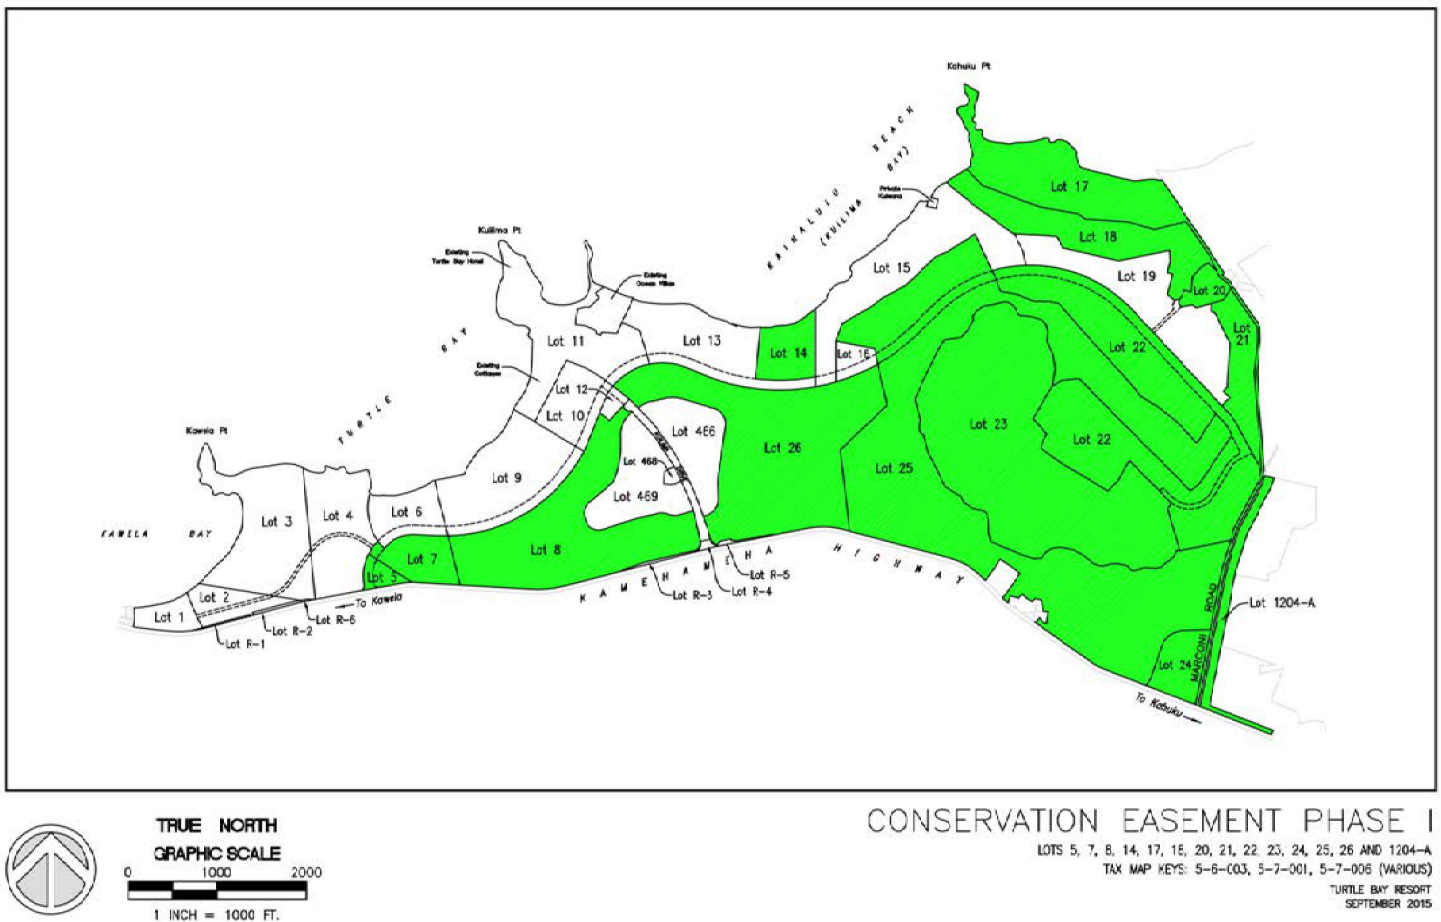 Kahuku Pt
KAIHALULU BEACH
(KUILIMA BAY)
Private
Lot 17
Kuilima Pt
Existing
Turtle Bay Hotel
Lot 18
Existing
Ocean Villas
Lot 15
Lot 19
Lot 20
Lot 21
BAY
Lot 11
Lot 13
Lot 14
Lot 16
Lot 22
Existing
Cottages
Lot 12
TURTLE
Lot 10
Lot 466
Lot 23
Lot 22
Kawela Pt
Lot 26
Lot 468
Lot 25
Lot 9
Lot 469
Lot 3
Lot 4
Lot 6
KAWELA BAY
Lot 8
Lot 7
KAMEHAMEHA HIGHWAY
Lot 5
Lot R-5
Lot R-4
Lot R-3
Lot 2
To Kawela
ROAD
Lot 1204-A
Lot 1
Lot R-6
Lot R-2
Lot R-1
MARCONI
Lot 24
To Kahuku
TRUE NORTH
GRAPHIC SCALE
0 1000 2000
1 INCH = 1000 FT.
CONSERVATION EASEMENT PHASE I
LOTS 5, 7, 8, 14, 17, 18, 20, 21, 22, 23, 24, 25, 26 AND 1204-A
TAX MAP KEYS: 5-6-003, 5-7-001, 5-7-006 (VARIOUS)
TURTLE BAY RESORT
SEPTEMBER 2015